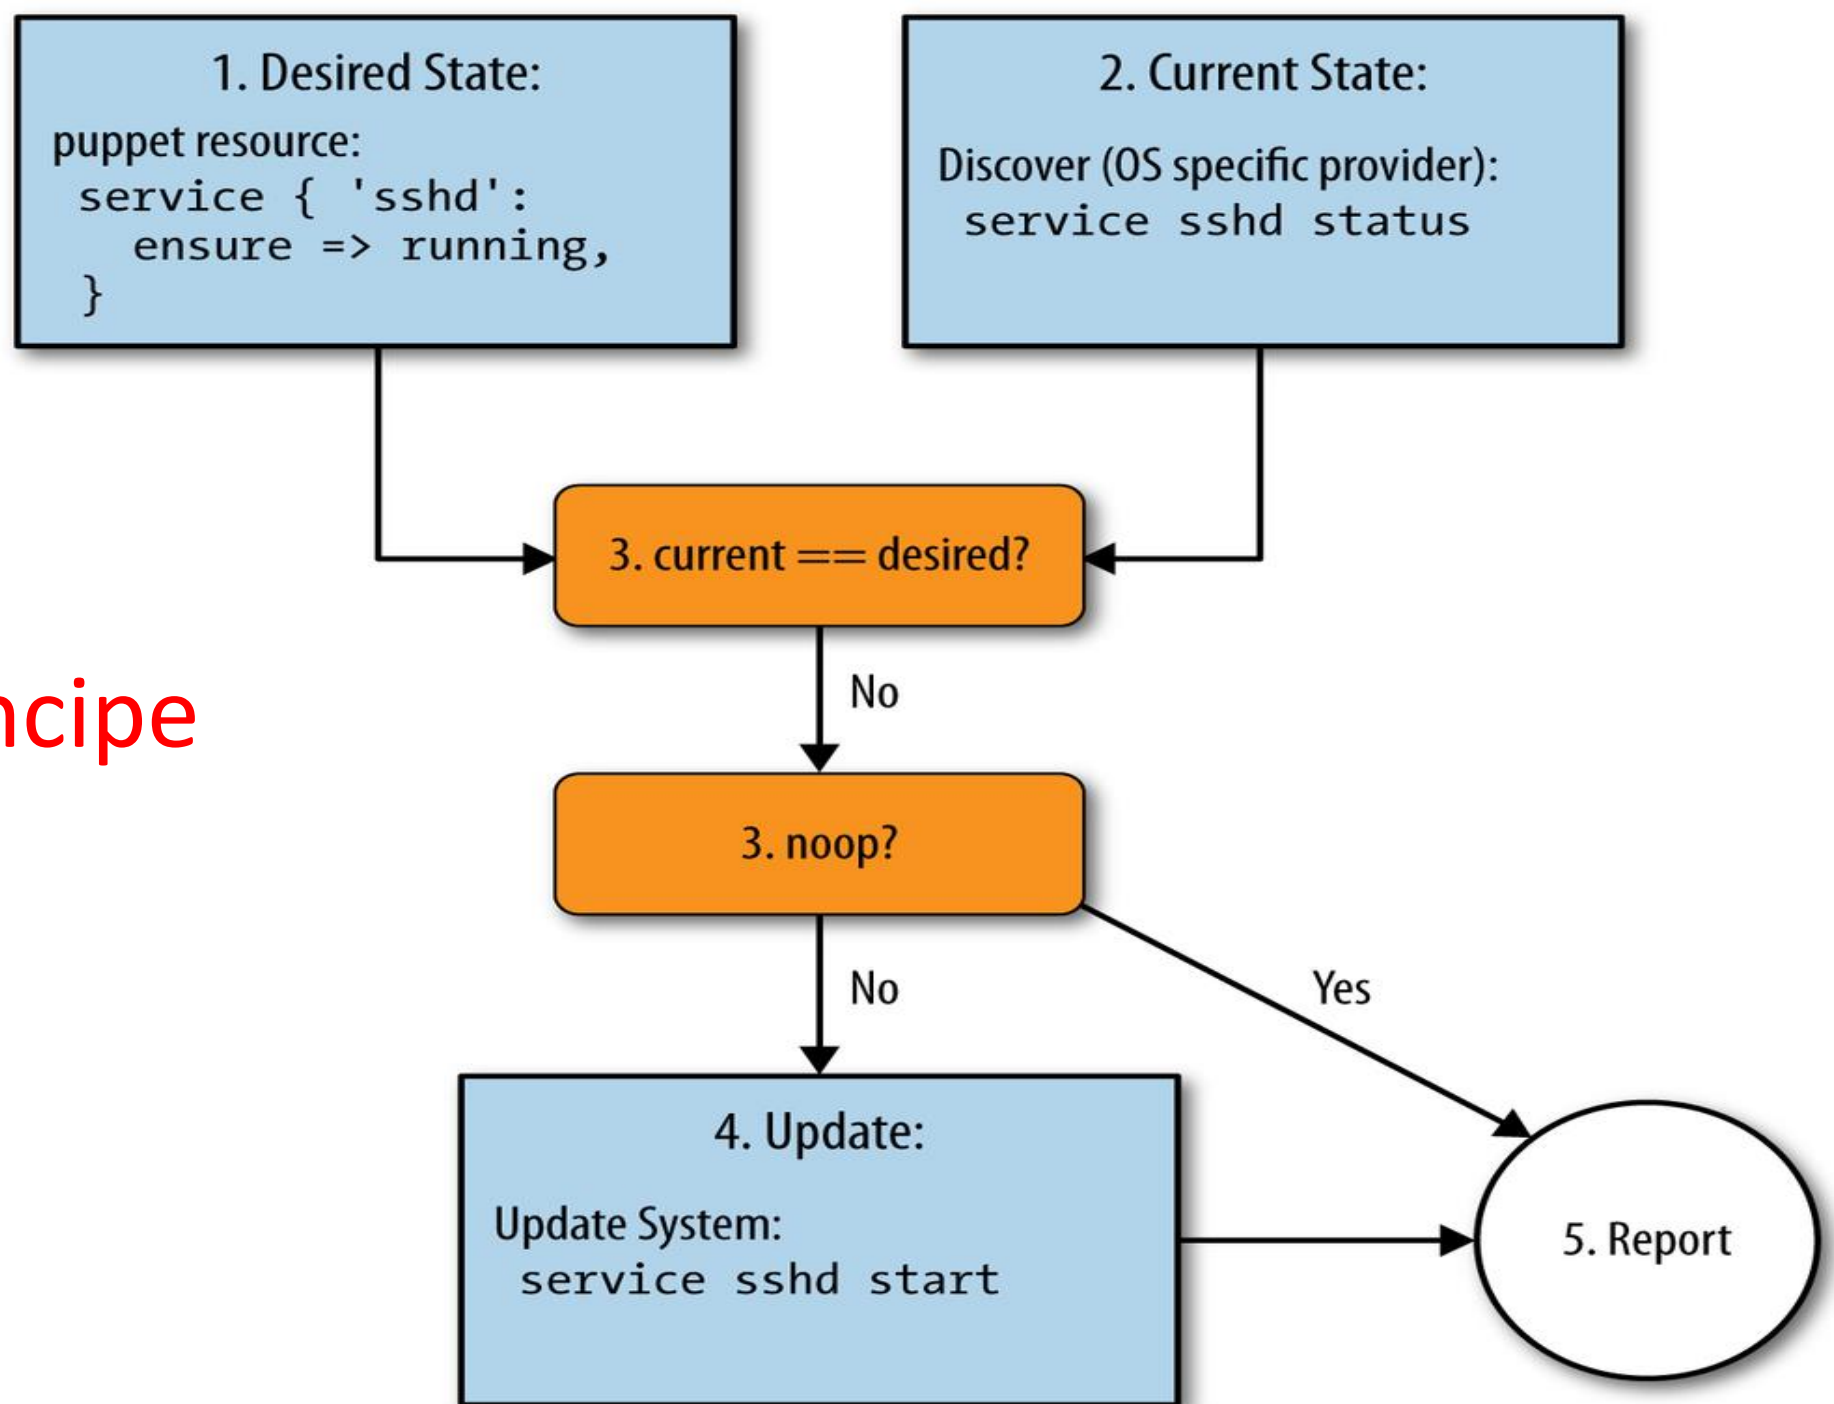 1. Desired State:
puppet resource:
service { 'sshd':
ensure => running,
}
2. Current State:
Discover (OS specific provider):
service sshd status
3. current == desired?
No
ncipe
3. noop?
No
Yes
4. Update:
Update System:
service sshd start
5. Report